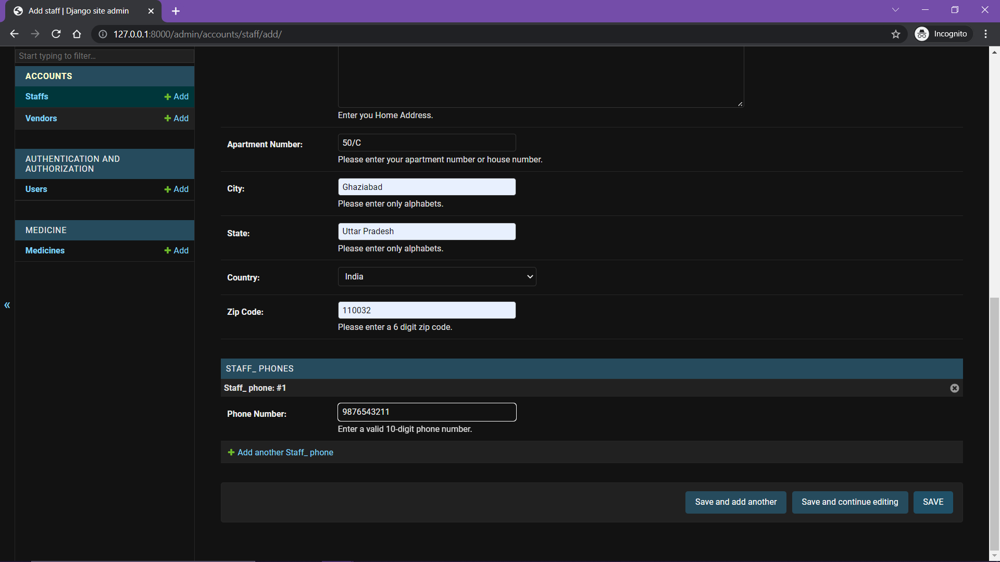 Add staff | Django site admin
127.0.0.1:8000/admin/accounts/staff/add/
Incognito
Start typing to filter...
ACCOUNTS
Staffs
Add
Vendors
Add
AUTHENTICATION AND
AUTHORIZATION
Users
Add
MEDICINE
Medicines
Add
«
Enter you Home Address.
Apartment Number:
50/C
Please enter your apartment number or house number.
City:
Ghaziabad
Please enter only alphabets.
State:
Uttar Pradesh
Please enter only alphabets.
Country:
India
Zip Code:
110032
Please enter a 6 digit zip code.
STAFF_ PHONES
Staff_ phone: #1
Phone Number:
9876543211
Enter a valid 10-digit phone number.
Add another Staff_ phone
Save and add another
Save and continue editing
SAVE